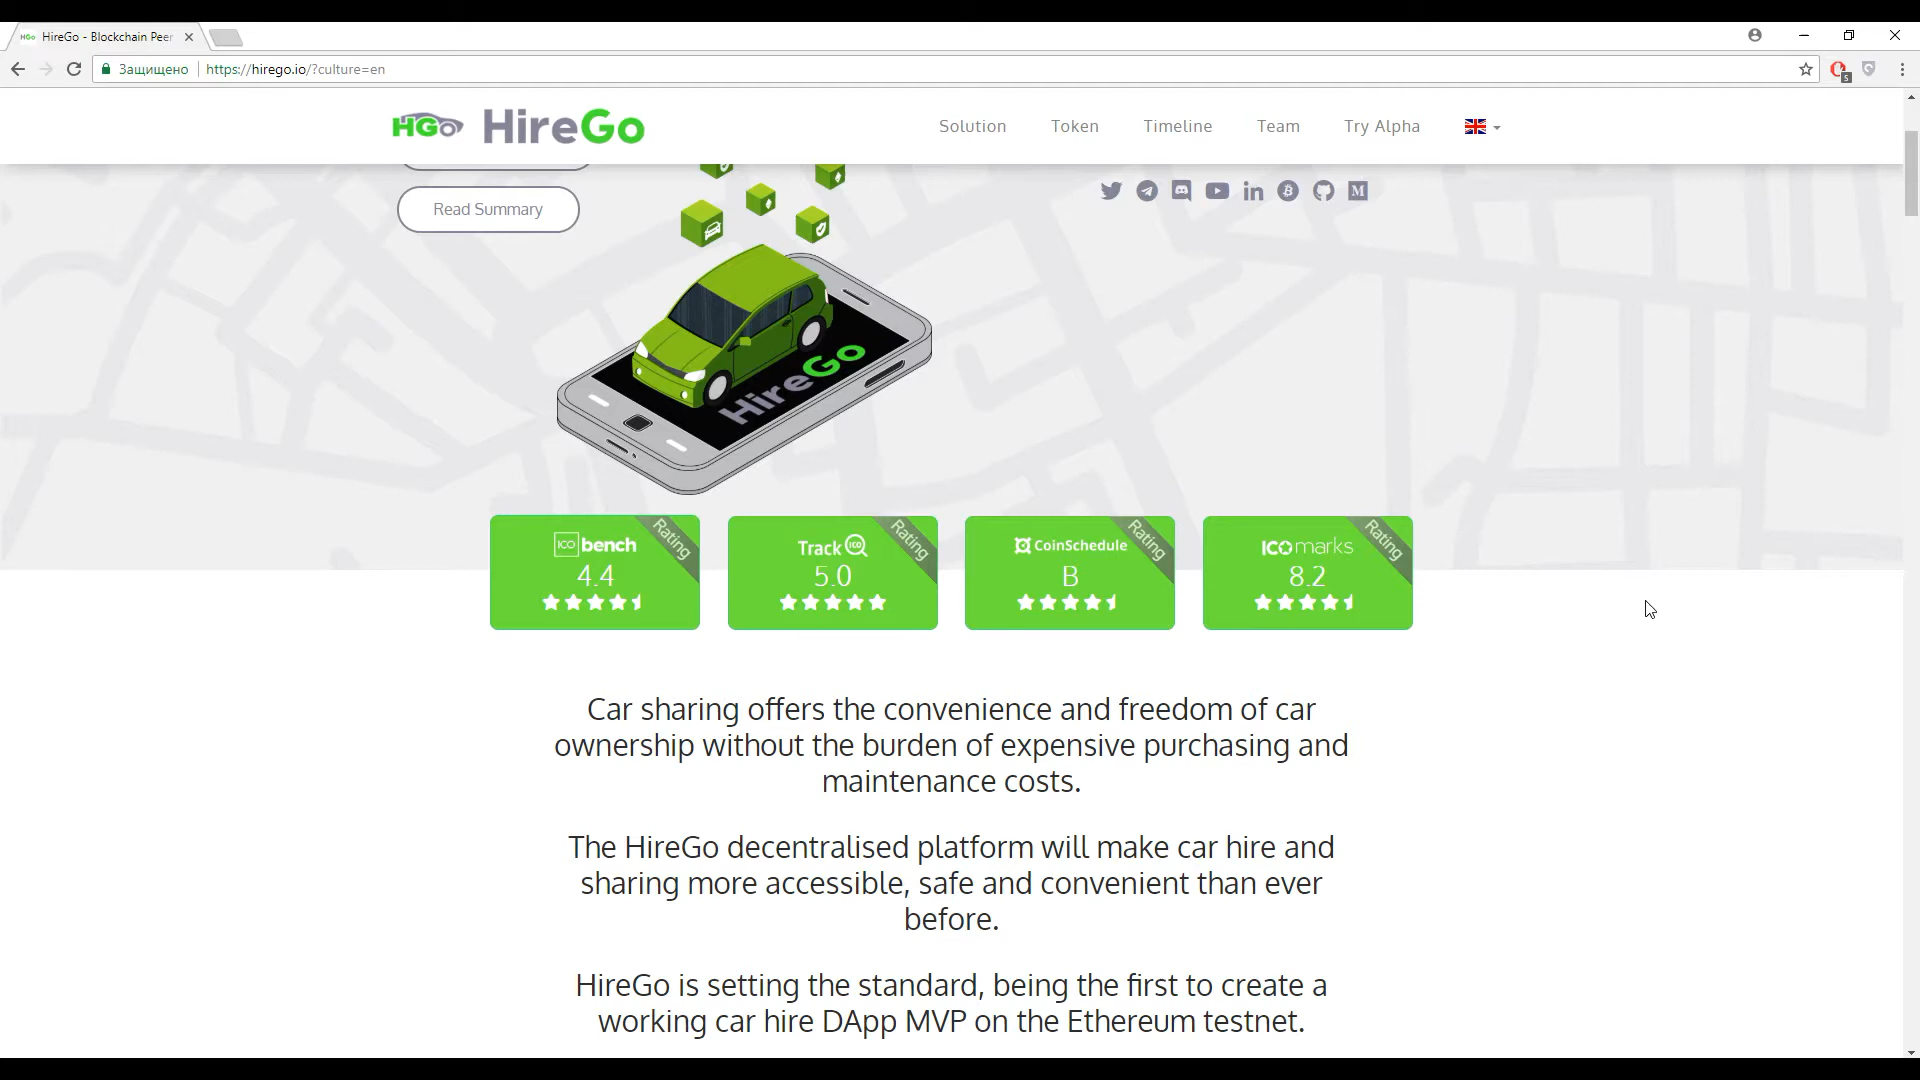 HGo HireGo - Blockchain Peer
Защищено https://hirego.io/?culture=en
5
HGo HireGo Solution Token Timeline Team Try Alpha
Read Summary
HireGo
ICO bench Rating
4.4
Track ICO Rating
5.0
CoinSchedule Rating
B
ICOmarks Rating
8.2
Car sharing offers the convenience and freedom of car
ownership without the burden of expensive purchasing and
maintenance costs.
The HireGo decentralised platform will make car hire and
sharing more accessible, safe and convenient than ever
before.
HireGo is setting the standard, being the first to create a
working car hire DApp MVP on the Ethereum testnet.